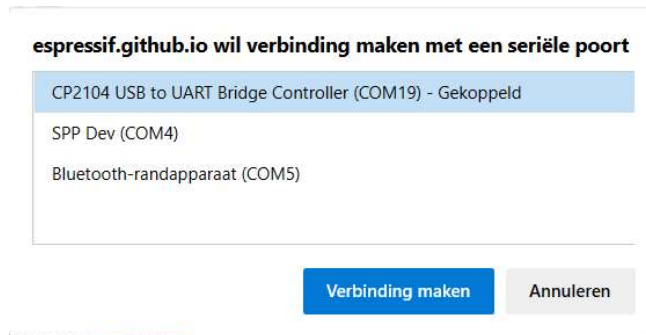 espressif.github.io wil verbinding maken met een seriële poort
CP2104 USB to UART Bridge Controller (COM19) - Gekoppeld
SPP Dev (COM4)
Bluetooth-randapparaat (COM5)
Verbinding maken
Annuleren